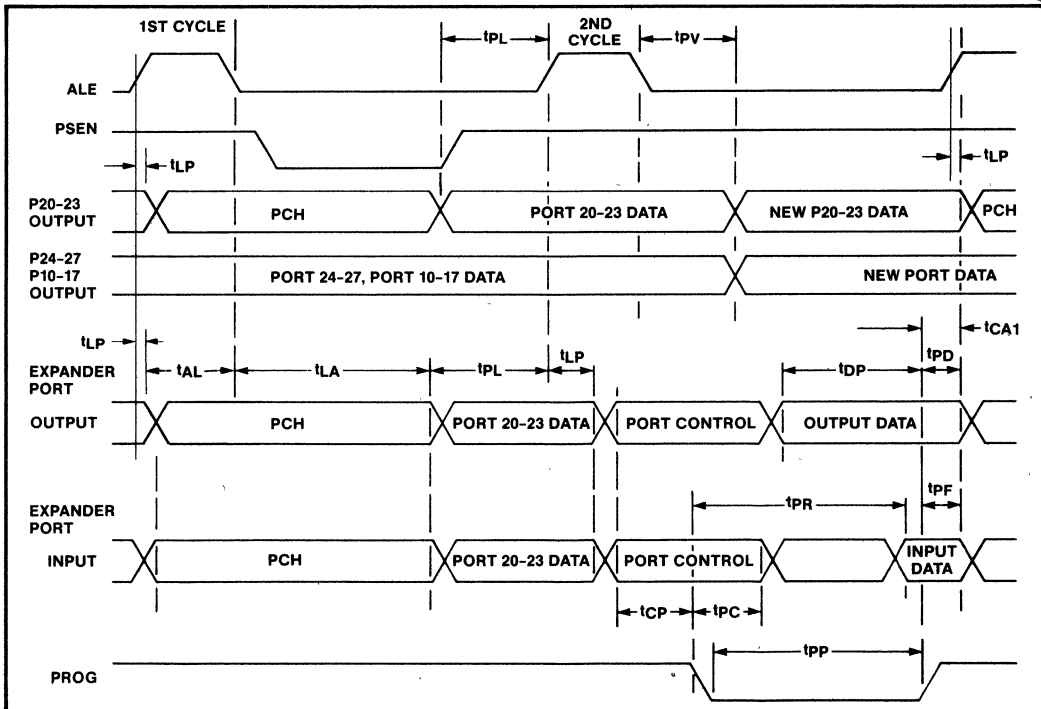 1ST CYCLE
2ND CYCLE
tPL
tPV
ALE
PSEN
tLP
tLP
P20-23 OUTPUT
PCH
PORT 20-23 DATA
NEW P20-23 DATA
PCH
P24-27
P10-17
OUTPUT
PORT 24-27, PORT 10-17 DATA
NEW PORT DATA
tCA1
tLP
tAL
tLA
tPL
tLP
tDP
tPD
EXPANDER PORT
OUTPUT
PCH
PORT 20-23 DATA
PORT CONTROL
OUTPUT DATA
tPR
tPF
EXPANDER PORT
INPUT
PCH
PORT 20-23 DATA
PORT CONTROL
INPUT DATA
tCP
tPC
tPP
PROG